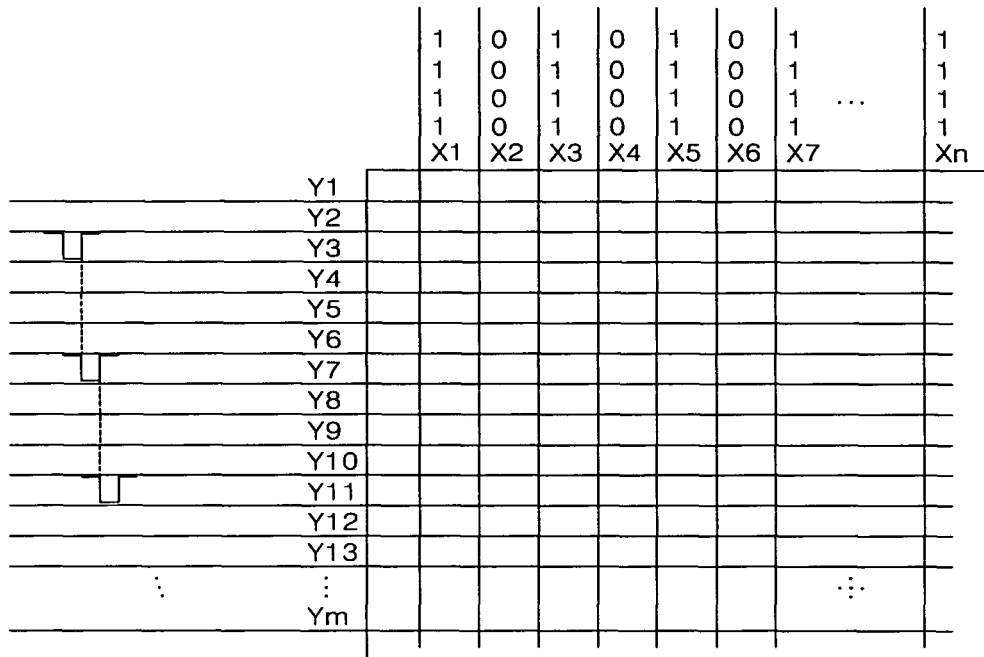 1 0 1 0 1 0 1 1
1 0 1 0 1 0 1 1
1 0 1 0 1 0 1 ... 1
1 0 1 0 1 0 1 1
X1 X2 X3 X4 X5 X6 X7 Xn
Y1
Y2
Y3
Y4
Y5
Y6
Y7
Y8
Y9
Y10
Y11
Y12
Y13
Ym